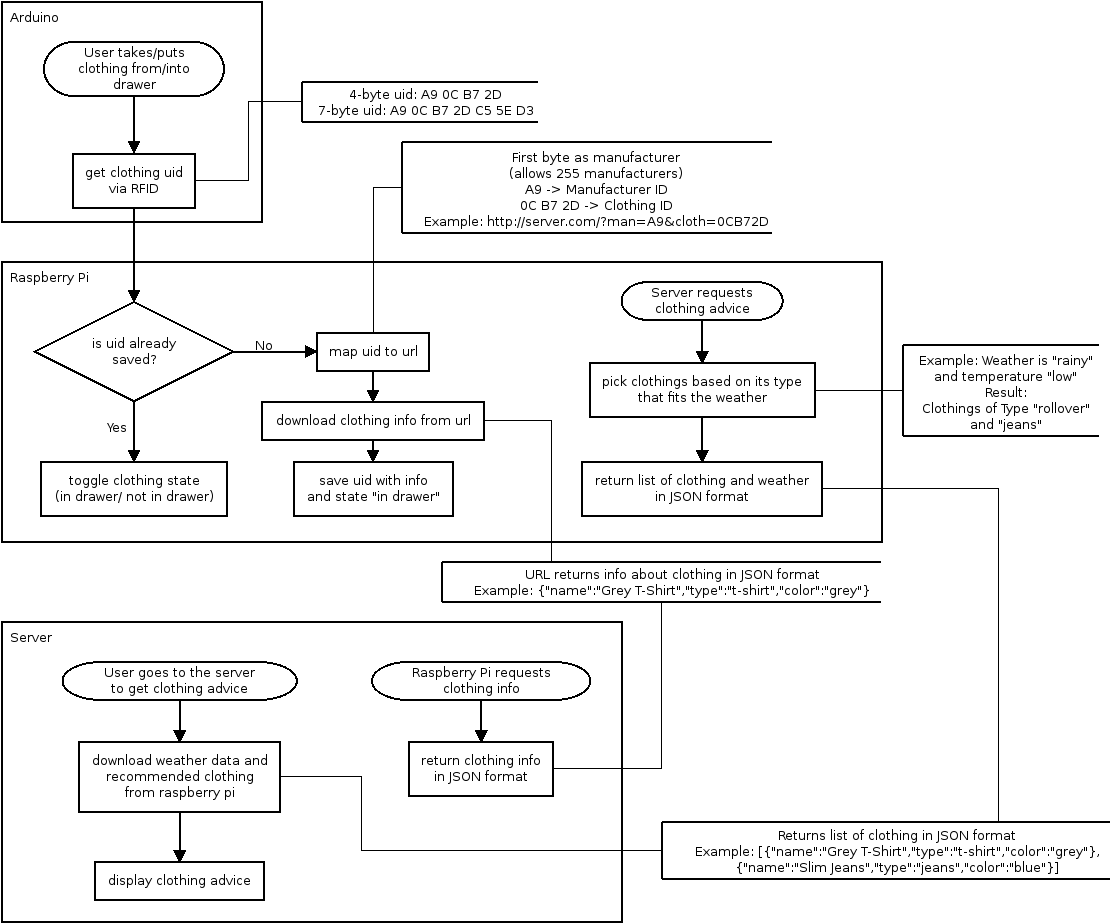 Arduino
User takes/puts
clothing from/into
drawer
4-byte uid: A9 0C B7 2D
7-byte uid: A9 0C B7 2D C5 5E D3
get clothing uid
via RFID
First byte as manufacturer
(allows 255 manufacturers)
A9 -> Manufacturer ID
0C B7 2D -> Clothing ID
Example: http://server.com/?man=A9&cloth=0CB72D
Raspberry Pi
is uid already
saved?
No
Yes
toggle clothing state
(in drawer/ not in drawer)
map uid to url
download clothing info from url
save uid with info
and state "in drawer"
Server requests
clothing advice
pick clothings based on its type
that fits the weather
return list of clothing and weather
in JSON format
Example: Weather is "rainy"
and temperature "low"
Result:
Clothings of Type "rollover"
and "jeans"
URL returns info about clothing in JSON format
Example: {"name":"Grey T-Shirt","type":"t-shirt","color":"grey"}
Server
User goes to the server
to get clothing advice
download weather data and
recommended clothing
from raspberry pi
display clothing advice
Raspberry Pi requests
clothing info
return clothing info
in JSON format
Returns list of clothing in JSON format
Example: [{"name":"Grey T-Shirt","type":"t-shirt","color":"grey"},
{"name":"Slim Jeans","type":"jeans","color":"blue"}]